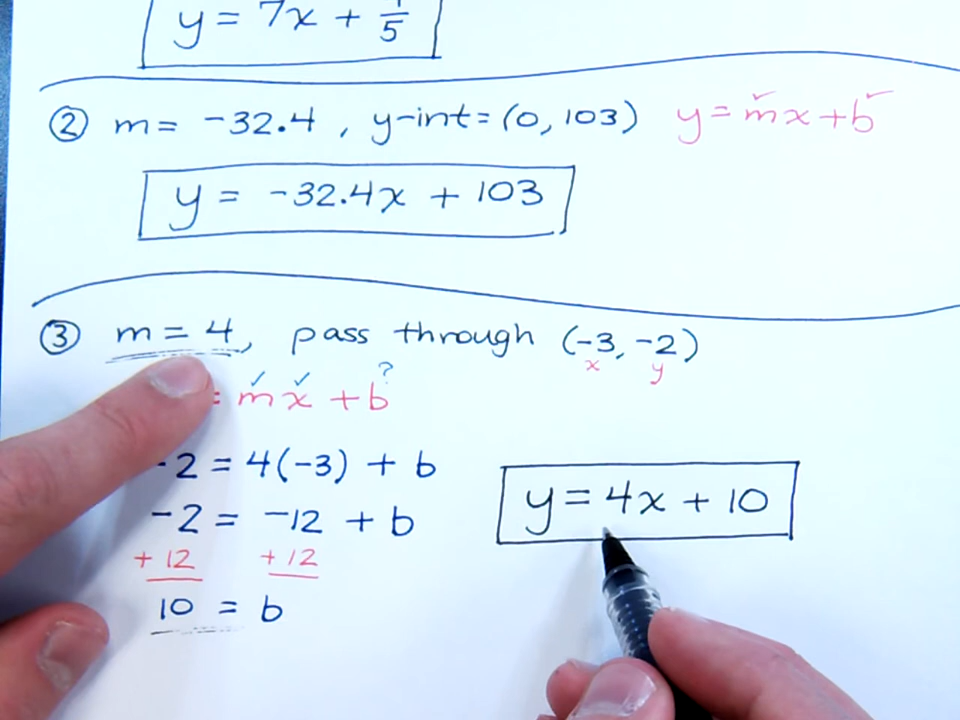 y = 7x + 1/5
② m = -32.4 , y-int = (0, 103) y = mx + b
y = -32.4x + 103
③ m = 4, pass through (-3, -2)
x y
?
= mx + b
-2 = 4(-3) + b
y = 4x + 10
-2 = -12 + b
+ 12 + 12
10 = b